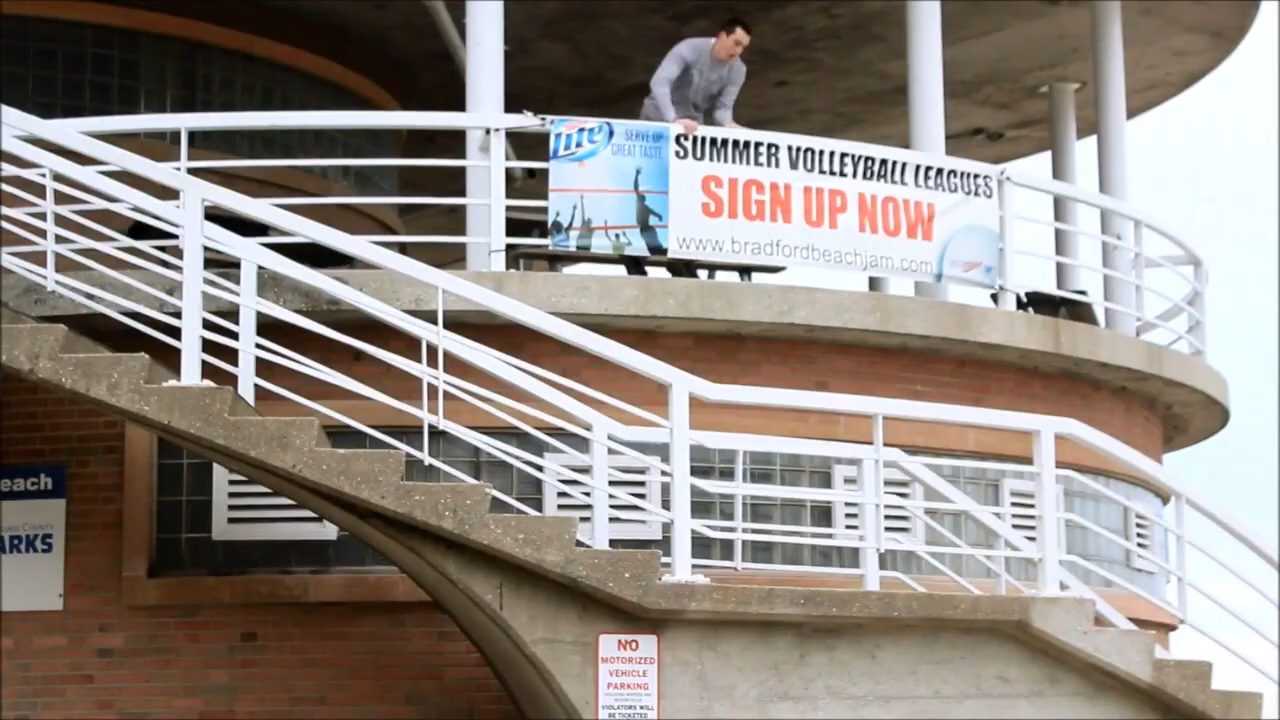 Lite
SERVE UP
GREAT TASTE
SUMMER VOLLEYBALL LEAGUES
SIGN UP NOW
www.bradfordbeachjam.com
each
COUNTY
ARKS
NO
MOTORIZED
VEHICLE
PARKING
VIOLATORS WILL
BE TICKETED